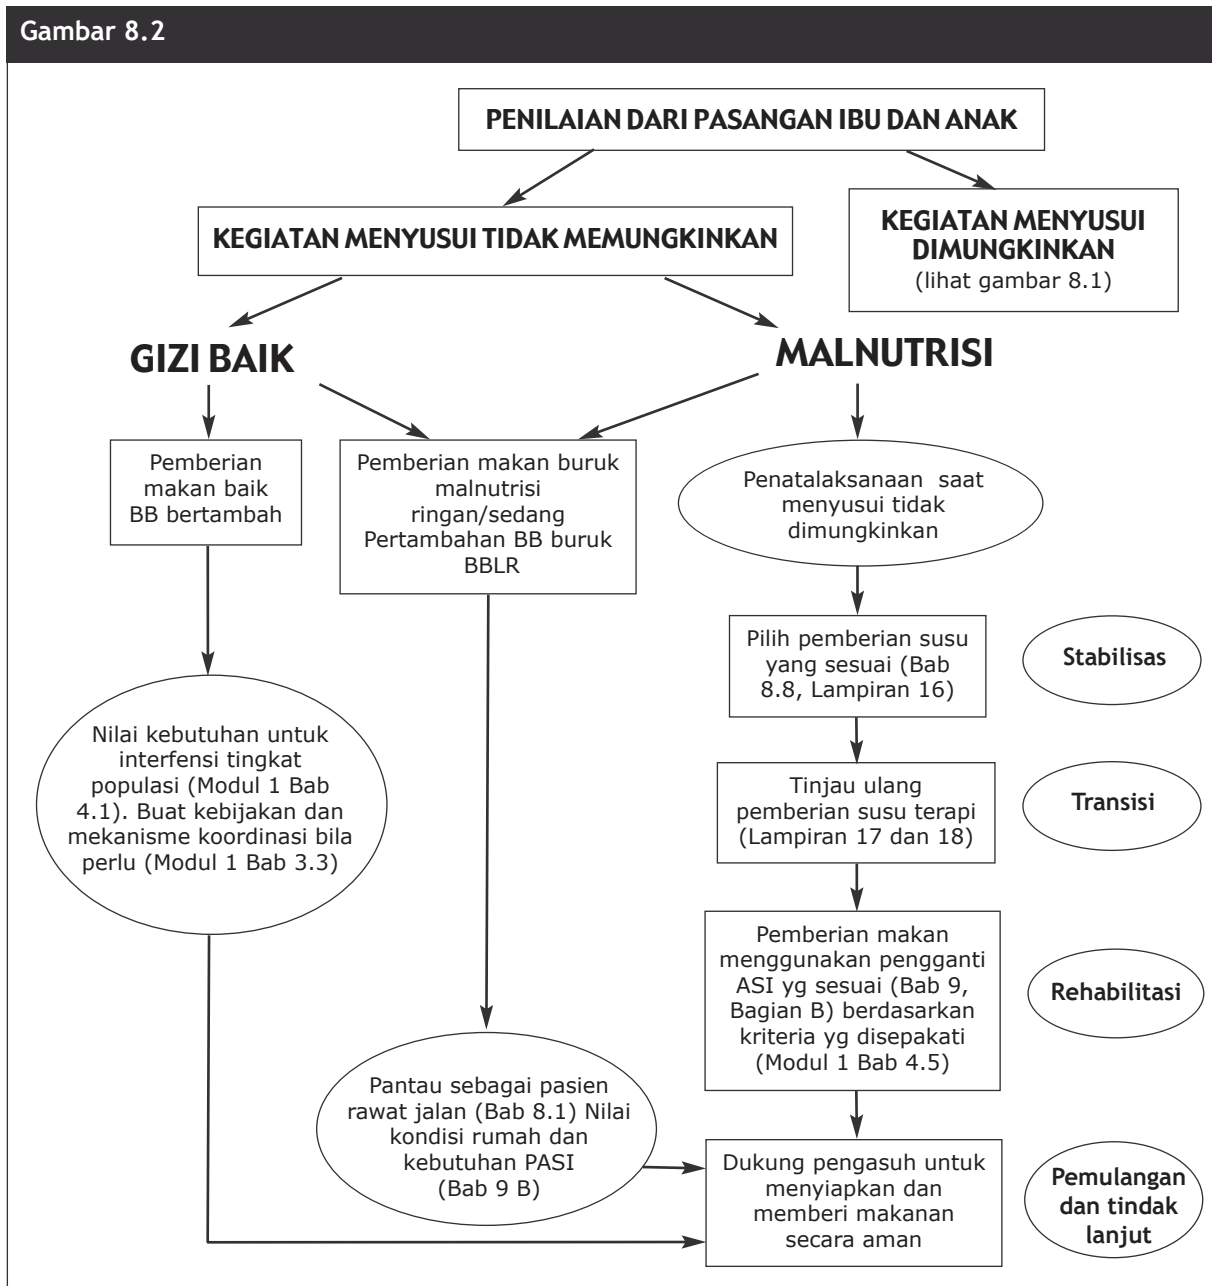 Gambar 8.2
PENILAIAN DARI PASANGAN IBU DAN ANAK
KEGIATAN MENYUSUI TIDAK MEMUNGKINKAN
KEGIATAN MENYUSUI
DIMUNGKINKAN
(lihat gambar 8.1)
GIZI BAIK
MALNUTRISI
Pemberian
makan baik
BB bertambah
Pemberian makan buruk
malnutrisi
ringan/sedang
Pertambahan BB buruk
BBLR
Penatalaksanaan saat
menyusui tidak
dimungkinkan
Pilih pemberian susu
yang sesuai (Bab
8.8, Lampiran 16)
Stabilisas
Nilai kebutuhan untuk
interfensi tingkat
populasi (Modul 1 Bab
4.1). Buat kebijakan dan
mekanisme koordinasi bila
perlu (Modul 1 Bab 3.3)
Tinjau ulang
pemberian susu terapi
(Lampiran 17 dan 18)
Transisi
Pemberian makan
menggunakan pengganti
ASI yg sesuai (Bab 9,
Bagian B) berdasarkan
kriteria yg disepakati
(Modul 1 Bab 4.5)
Rehabilitasi
Pantau sebagai pasien
rawat jalan (Bab 8.1) Nilai
kondisi rumah dan
kebutuhan PASI
(Bab 9 B)
Dukung pengasuh untuk
menyiapkan dan
memberi makanan
secara aman
Pemulangan
dan tindak
lanjut